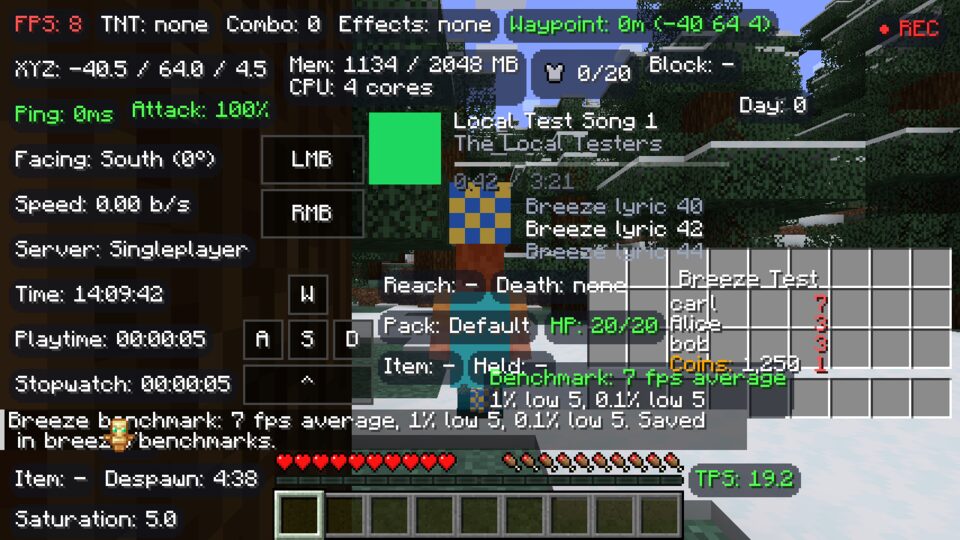 FPS: 8 TNT: none Combo: 0 Effects: none Waypoint: 0m (-40 64 4) REC
XYZ: -40.5 / 64.0 / 4.5 Mem: 1134 / 2048 MB 0/20 Block: -
CPU: 4 cores
Day: 0
Ping: 0ms Attack: 100%
Local Test Song 1
The Local Testers
Facing: South (0°) LMB
0:42 / 3:21
Speed: 0.00 b/s RMB
Breeze lyric 40
Breeze lyric 42
Breeze lyric 44
Server: Singleplayer
Reach: - Death: none
Breeze Test
Time: 14:09:42 W
carl 7
Alice 3
Pack: Default HP: 20/20
Playtime: 00:00:05 A S D
bob 3
Coins: 1,250 1
Item: - Held: -
Stopwatch: 00:00:05 ^
Benchmark: 7 fps average
1% low 5, 0.1% low 5
Breeze benchmark: 7 fps average, 1% low 5, 0.1% low 5. Saved
in breeze/benchmarks.
Item: - Despawn: 4:38 TPS: 19.2
Saturation: 5.0